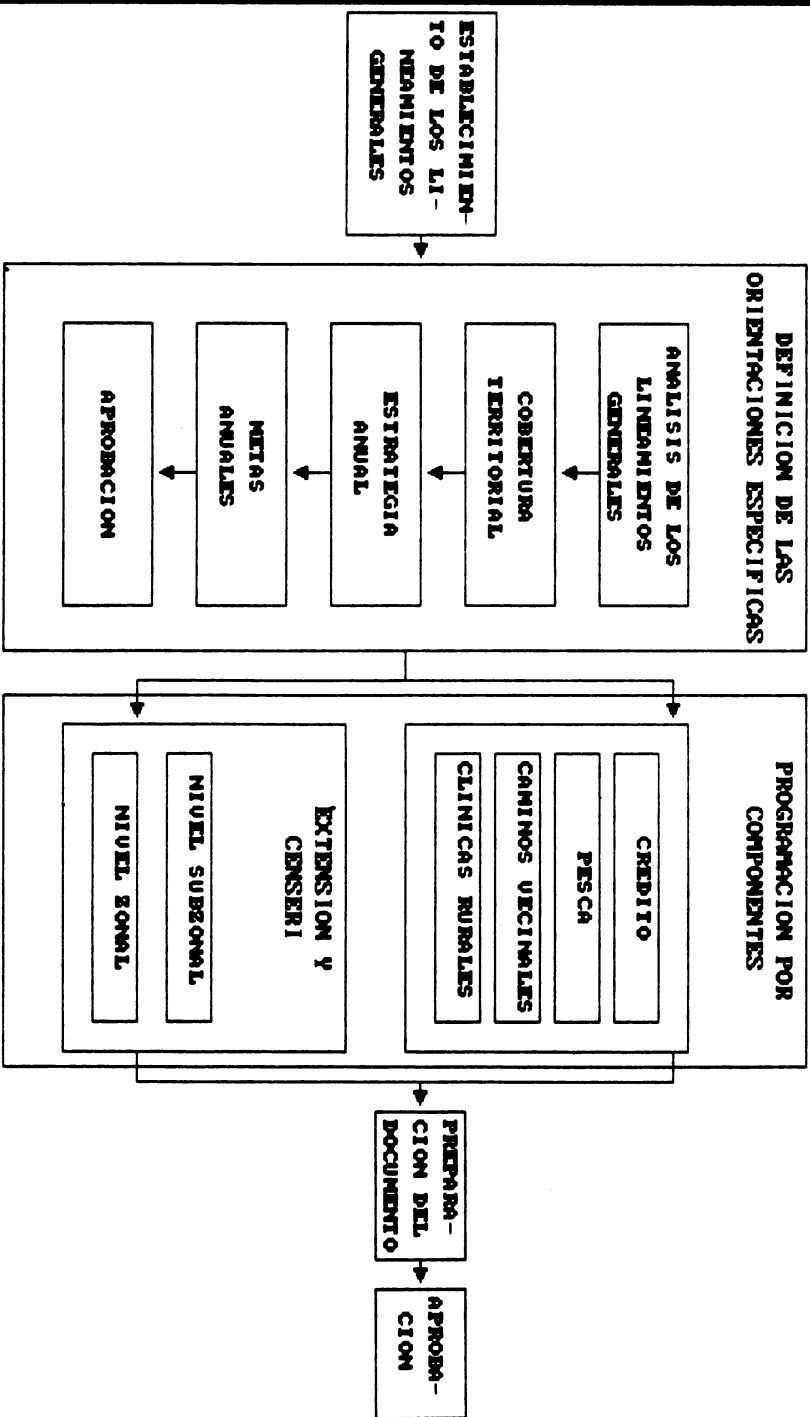 ESTABLECIMIEN-
TO DE LOS LI-
NEAMIENTOS
GENERALES
DEFINICION DE LAS
ORIENTACIONES ESPECIFICAS
ANALISIS DE LOS
LINEAMIENTOS
GENERALES
COBERTURA
TERRITORIAL
ESTRATEGIA
ANUAL
METAS
ANUALES
APROBACION
PROGRAMACION POR
COMPONENTES
CREDITO
PESCA
CAMINOS VECINALES
CLINICAS RURALES
EXTENSION Y
CENSERI
NIVEL SUBZONAL
NIVEL ZONAL
PREPARA-
CION DEL
DOCUMENTO
APROBA-
CION